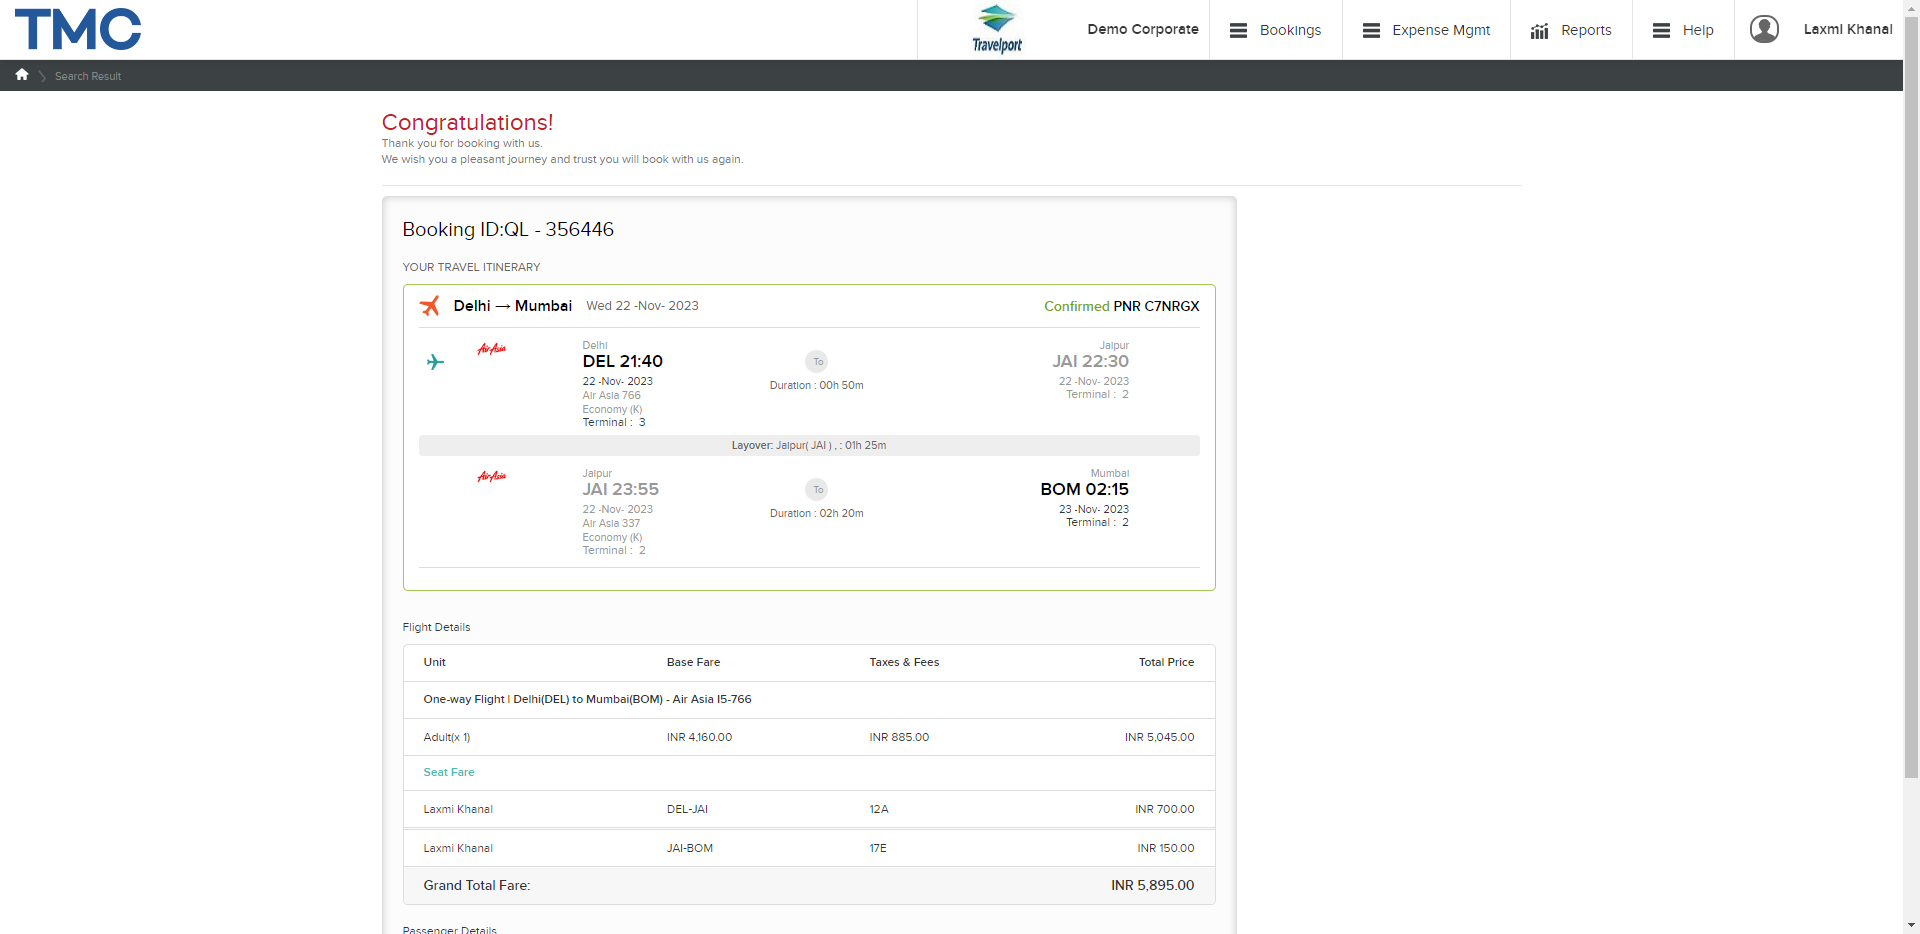 TMC
Travelport
Demo Corporate
Bookings
Expense Mgmt
Reports
Help
Laxmi Khanal
Search Result
Congratulations!
Thank you for booking with us.
We wish you a pleasant journey and trust you will book with us again.
Booking ID:QL - 356446
YOUR TRAVEL ITINERARY
Delhi → Mumbai Wed 22 -Nov- 2023 Confirmed PNR C7NRGX
AirAsia
Delhi
DEL 21:40
22 -Nov- 2023
Air Asia 766
Economy (K)
Terminal : 3
To
Duration : 00h 50m
Jaipur
JAI 22:30
22 -Nov- 2023
Terminal : 2
Layover: Jaipur( JAI ) , : 01h 25m
AirAsia
Jaipur
JAI 23:55
22 -Nov- 2023
Air Asia 337
Economy (K)
Terminal : 2
To
Duration : 02h 20m
Mumbai
BOM 02:15
23 -Nov- 2023
Terminal : 2
Flight Details
Unit Base Fare Taxes & Fees Total Price
One-way Flight | Delhi(DEL) to Mumbai(BOM) - Air Asia I5-766
Adult(x 1) INR 4,160.00 INR 885.00 INR 5,045.00
Seat Fare
Laxmi Khanal DEL-JAI 12A INR 700.00
Laxmi Khanal JAI-BOM 17E INR 150.00
Grand Total Fare: INR 5,895.00
Passenger Details